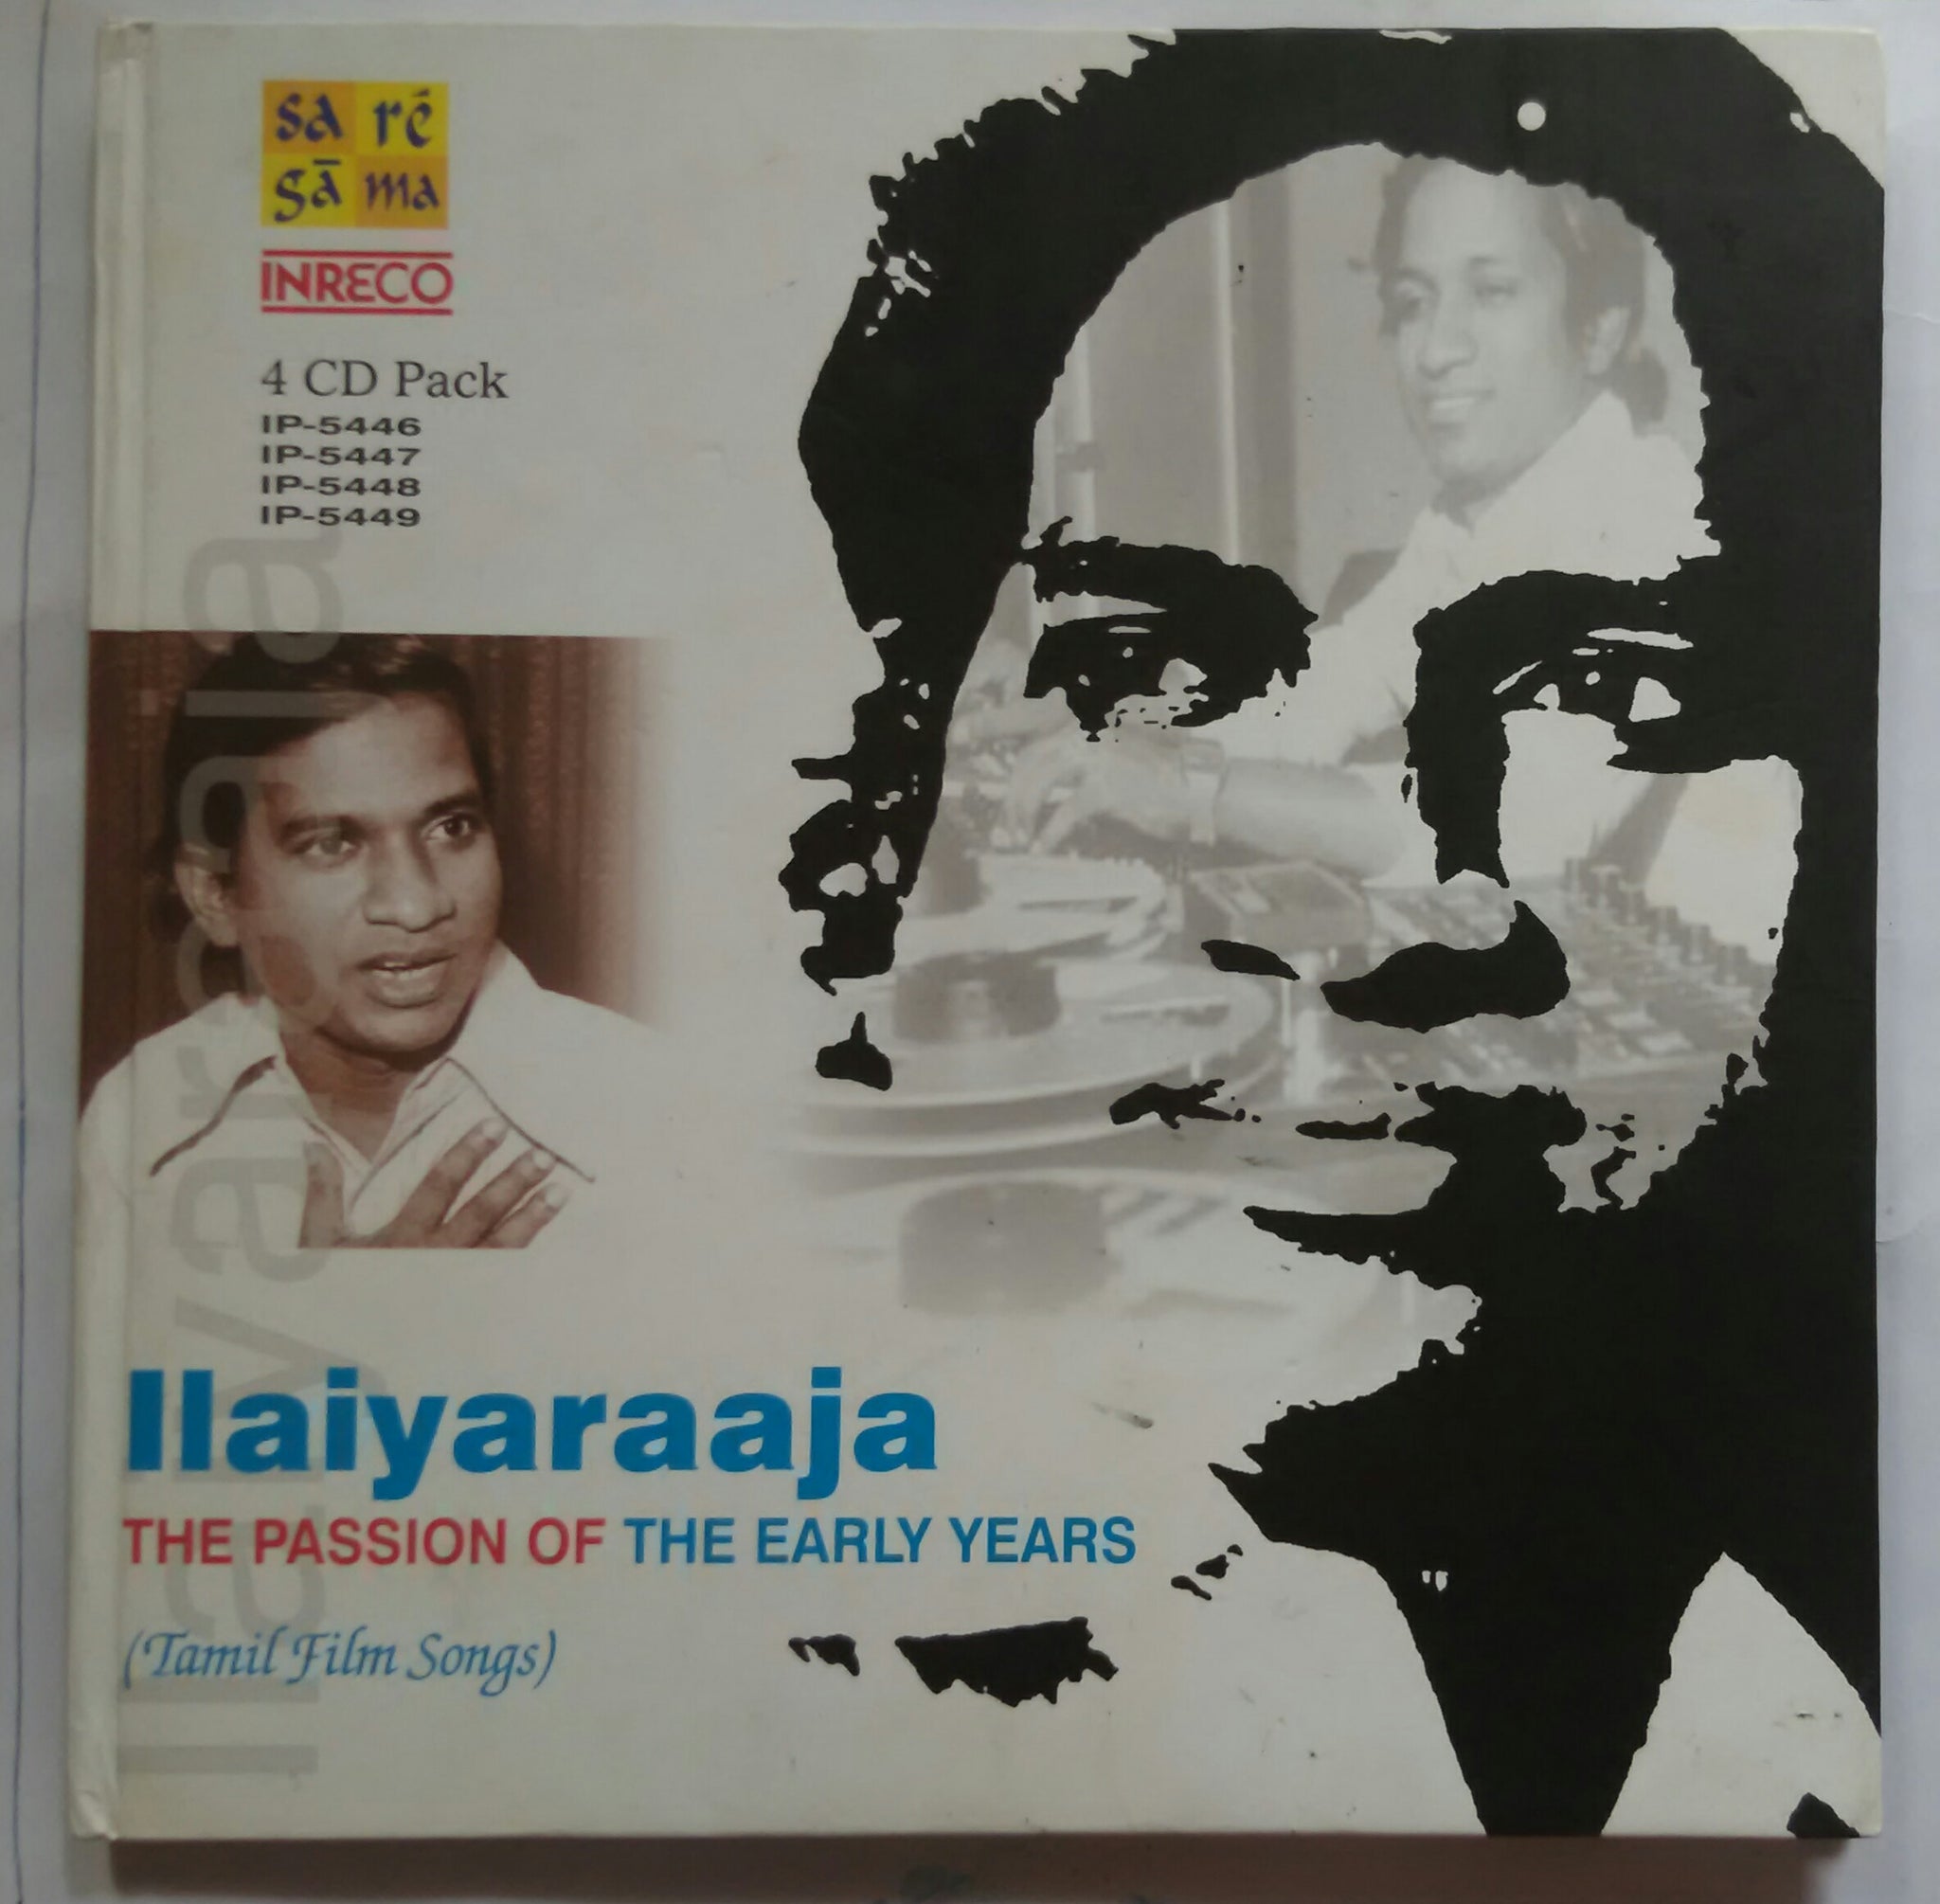 sa ré
gā ma
INRECO
4 CD Pack
IP-5446
IP-5447
IP-5448
IP-5449
Ilaiyaraaja
Ilaiyaraaja
THE PASSION OF THE EARLY YEARS
(Tamil Film Songs)